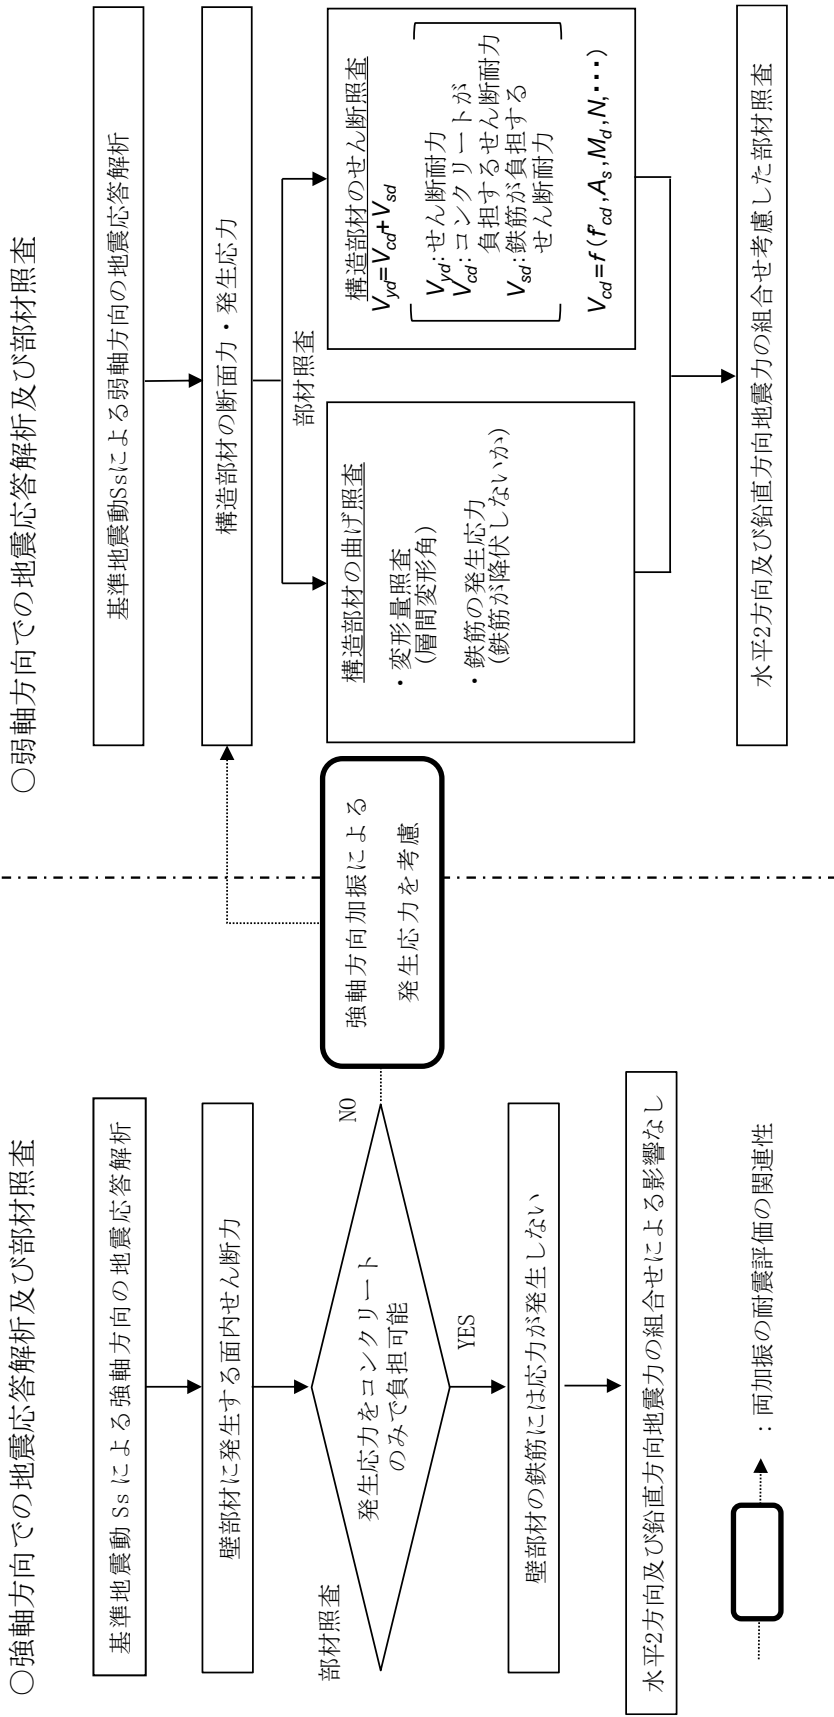 ○強軸方向での地震応答解析及び部材照査
基準地震動 Ss による強軸方向の地震応答解析
壁部材に発生する面内せん断力
部材照査
発生応力をコンクリート
のみで負担可能
NO
YES
壁部材の鉄筋には応力が発生しない
水平2方向及び鉛直方向地震力の組合せによる影響なし
：両加振の耐震評価の関連性
強軸方向加振による
発生応力を考慮
○弱軸方向での地震応答解析及び部材照査
基準地震動Ssによる弱軸方向の地震応答解析
構造部材の断面力・発生応力
部材照査
構造部材の曲げ照査
・変形量照査
(層間変形角)
・鉄筋の発生応力
(鉄筋が降伏しないか)
構造部材のせん断照査
Vyd=Vcd+Vsd
Vyd:せん断耐力
Vcd:コンクリートが
負担するせん断耐力
Vsd:鉄筋が負担する
せん断耐力
Vcd=f(f'cd,As,Md,N,･･･)
水平2方向及び鉛直方向地震力の組合せ考慮した部材照査